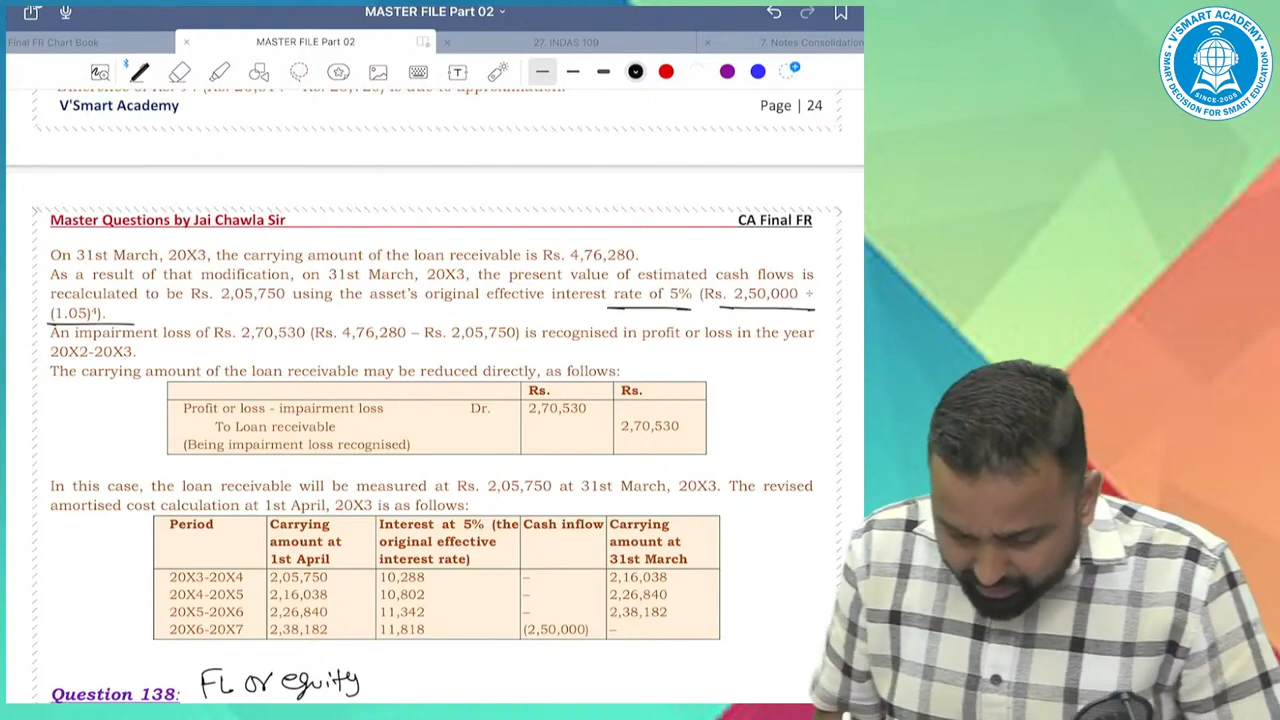 MASTER FILE Part 02
Final FR Chart Book
MASTER FILE Part 02
27. INDAS 109
7. Notes Consolidation
V'Smart Academy
Page | 24
Master Questions by Jai Chawla Sir
CA Final FR
On 31st March, 20X3, the carrying amount of the loan receivable is Rs. 4,76,280.
As a result of that modification, on 31st March, 20X3, the present value of estimated cash flows is
recalculated to be Rs. 2,05,750 using the asset's original effective interest rate of 5% (Rs. 2,50,000 ÷
(1.05)⁴).
An impairment loss of Rs. 2,70,530 (Rs. 4,76,280 – Rs. 2,05,750) is recognised in profit or loss in the year
20X2-20X3.
The carrying amount of the loan receivable may be reduced directly, as follows:
Rs. Rs.
Profit or loss - impairment loss Dr. 2,70,530
To Loan receivable 2,70,530
(Being impairment loss recognised)
In this case, the loan receivable will be measured at Rs. 2,05,750 at 31st March, 20X3. The revised
amortised cost calculation at 1st April, 20X3 is as follows:
Period Carrying Interest at 5% (the Cash inflow Carrying
amount at original effective amount at
1st April interest rate) 31st March
20X3-20X4 2,05,750 10,288 – 2,16,038
20X4-20X5 2,16,038 10,802 – 2,26,840
20X5-20X6 2,26,840 11,342 – 2,38,182
20X6-20X7 2,38,182 11,818 (2,50,000) –
Question 138: FL or equity
V'SMART ACADEMY
SMART DECISION FOR SMART EDUCATION